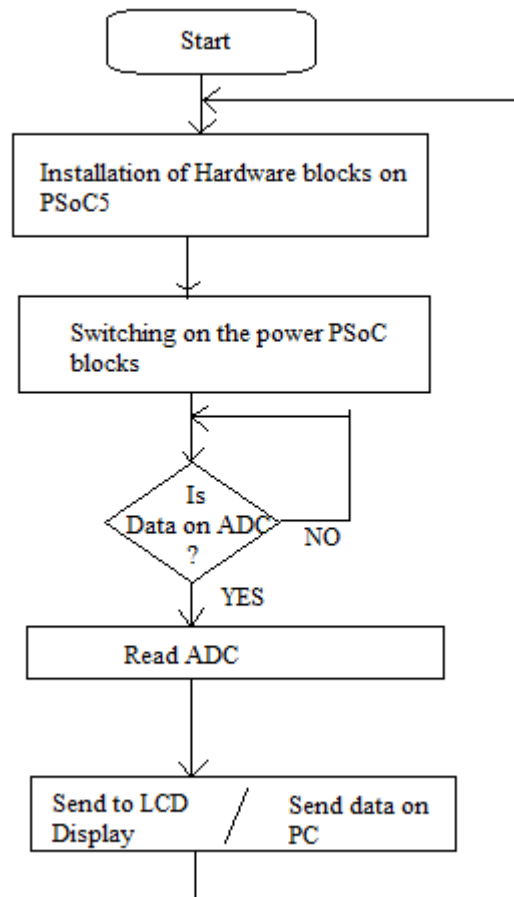 Start
Installation of Hardware blocks on
PSoC5
Switching on the power PSoC
blocks
Is
Data on ADC
?
NO
YES
Read ADC
Send to LCD
Display
/
Send data on
PC